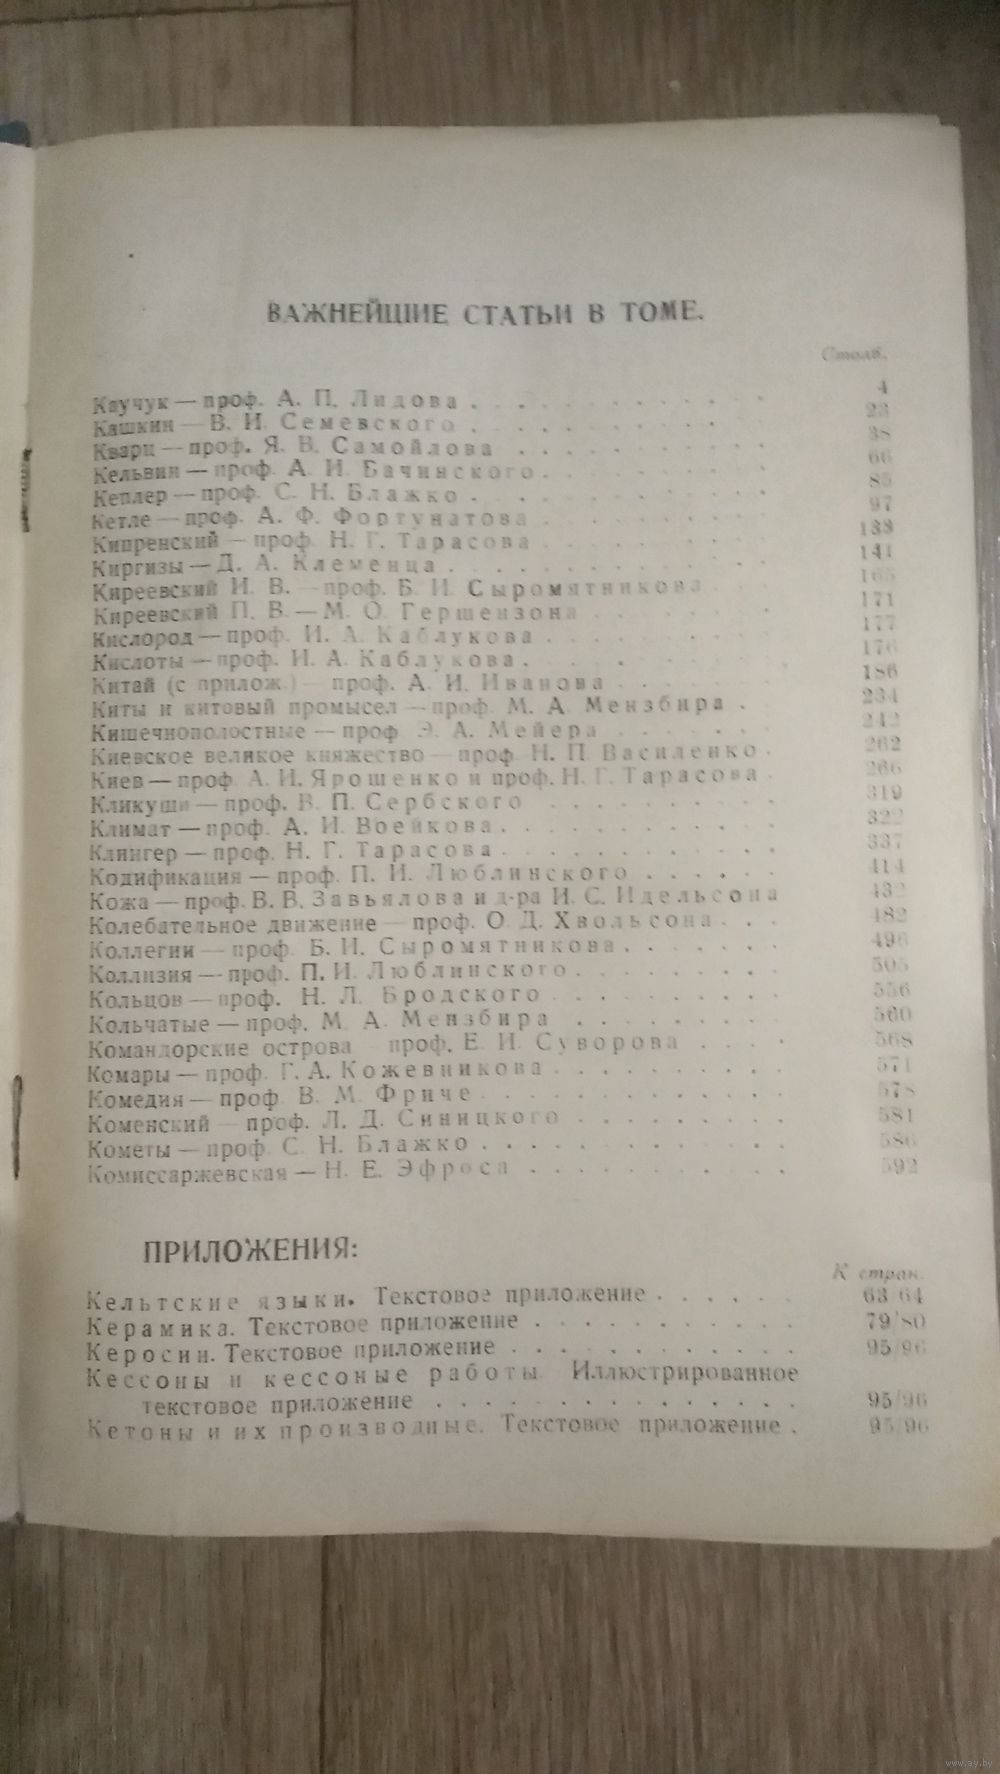 ВАЖНЕЙШИЕ СТАТЬИ В ТОМЕ.
Столб.
Каучук — проф. А. П. Лидова . . . . . . . . . . . . 4
Кашкин — В. И. Семевского . . . . . . . . . . . 23
Кварц — проф. Я. В. Самойлова . . . . . . . . . . 38
Кельвин — проф. А. И. Бачинского . . . . . . . . . 66
Кеплер — проф. С. Н. Блажко . . . . . . . . . . . 85
Кетле — проф. А. Ф. Фортунатова . . . . . . . . . 97
Кипренский — проф. Н. Г. Тарасова . . . . . . . . . 138
Киргизы — Д. А. Клеменца . . . . . . . . . . . . 141
Киреевский И. В. — проф. Б. И. Сыромятникова . . . 165
Киреевский П. В. — М. О. Гершензона . . . . . . . 171
Кислород — проф. И. А. Каблукова . . . . . . . . . 177
Кислоты — проф. И. А. Каблукова . . . . . . . . . 176
Китай (с прилож.) — проф. А. И. Иванова . . . . . . 186
Киты и китовый промысел — проф. М. А. Мензбира . 234
Кишечнополостные — проф. Э. А. Мейера . . . . . . 242
Киевское великое княжество — проф. Н. П. Василенко . 262
Киев — проф. А. И. Ярошенко и проф. Н. Г. Тарасова . 266
Кликуши — проф. В. П. Сербского . . . . . . . . . 319
Климат — проф. А. И. Воейкова . . . . . . . . . . 322
Клингер — проф. Н. Г. Тарасова . . . . . . . . . . 337
Кодификация — проф. П. И. Люблинского . . . . . . 414
Кожа — проф. В. В. Завьялова и д-ра И. С. Идельсона 432
Колебательное движение — проф. О. Д. Хвольсона . . . 482
Коллегии — проф. Б. И. Сыромятникова . . . . . . 496
Коллизия — проф. П. И. Люблинского . . . . . . . . 505
Кольцов — проф. Н. Л. Бродского . . . . . . . . . 556
Кольчатые — проф. М. А. Мензбира . . . . . . . . 560
Командорские острова — проф. Е. И. Суворова . . . . 568
Комары — проф. Г. А. Кожевникова . . . . . . . . . 571
Комедия — проф. В. М. Фриче . . . . . . . . . . . 578
Коменский — проф. Л. Д. Синицкого . . . . . . . . 581
Кометы — проф. С. Н. Блажко . . . . . . . . . . . 586
Комиссаржевская — Н. Е. Эфроса . . . . . . . . . . 592
ПРИЛОЖЕНИЯ:
К стран.
Кельтские языки. Текстовое приложение . . . . . . 63/64
Керамика. Текстовое приложение . . . . . . . . . . 79/80
Керосин. Текстовое приложение . . . . . . . . . . . 95/96
Кессоны и кессоные работы. Иллюстрированное
текстовое приложение . . . . . . . . . . . . . . 95/96
Кетоны и их производные. Текстовое приложение . 95/96
www.ay.by